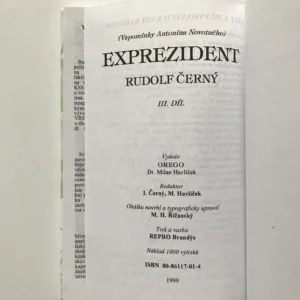 (Vzpomínky Antonína Novotného)
EXPREZIDENT
RUDOLF ČERNÝ
III. DÍL
Vydalo
OREGO
Dr. Milan Havlíček
Redaktor
I. Černý, M. Havlíček
Obálku navrhl a typograficky upravil
M. H. Říčanský
Tisk a vazba
REPRO Brandýs
Náklad 1000 výtisků
ISBN 80-86117-01-4
1999